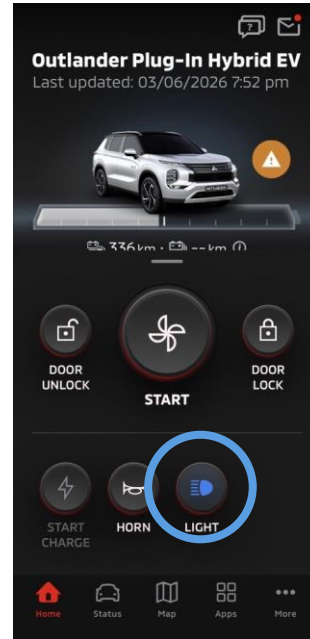 Outlander Plug-In Hybrid EV
Last updated: 03/06/2026 7:52 pm
336 km · -- km
DOOR UNLOCK
START
DOOR LOCK
START CHARGE
HORN
LIGHT
Home Status Map Apps More